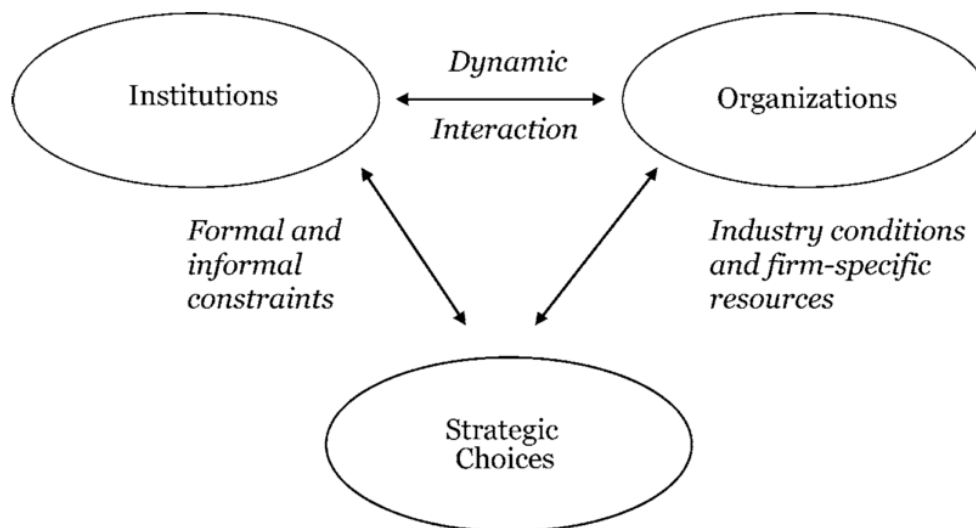 Institutions
Dynamic
Interaction
Organizations
Formal and
informal
constraints
Industry conditions
and firm-specific
resources
Strategic
Choices